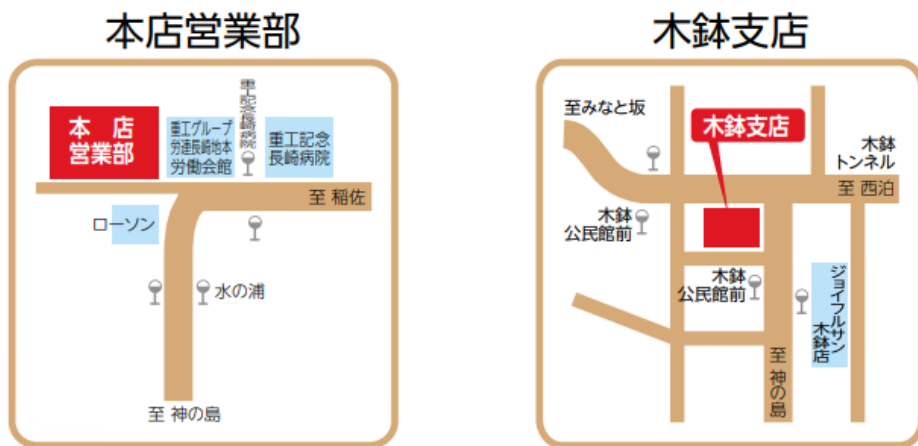 本店営業部
木鉢支店
本 店
営業部
重工グループ
労連長崎地本
労働会館
重工記念長崎病院
重工記念
長崎病院
至 稲佐
ローソン
水の浦
至 神の島
至みなと坂
木鉢支店
木鉢
トンネル
至 西泊
木鉢
公民館前
木鉢
公民館前
ジョイフルサン
木鉢店
至 神の島